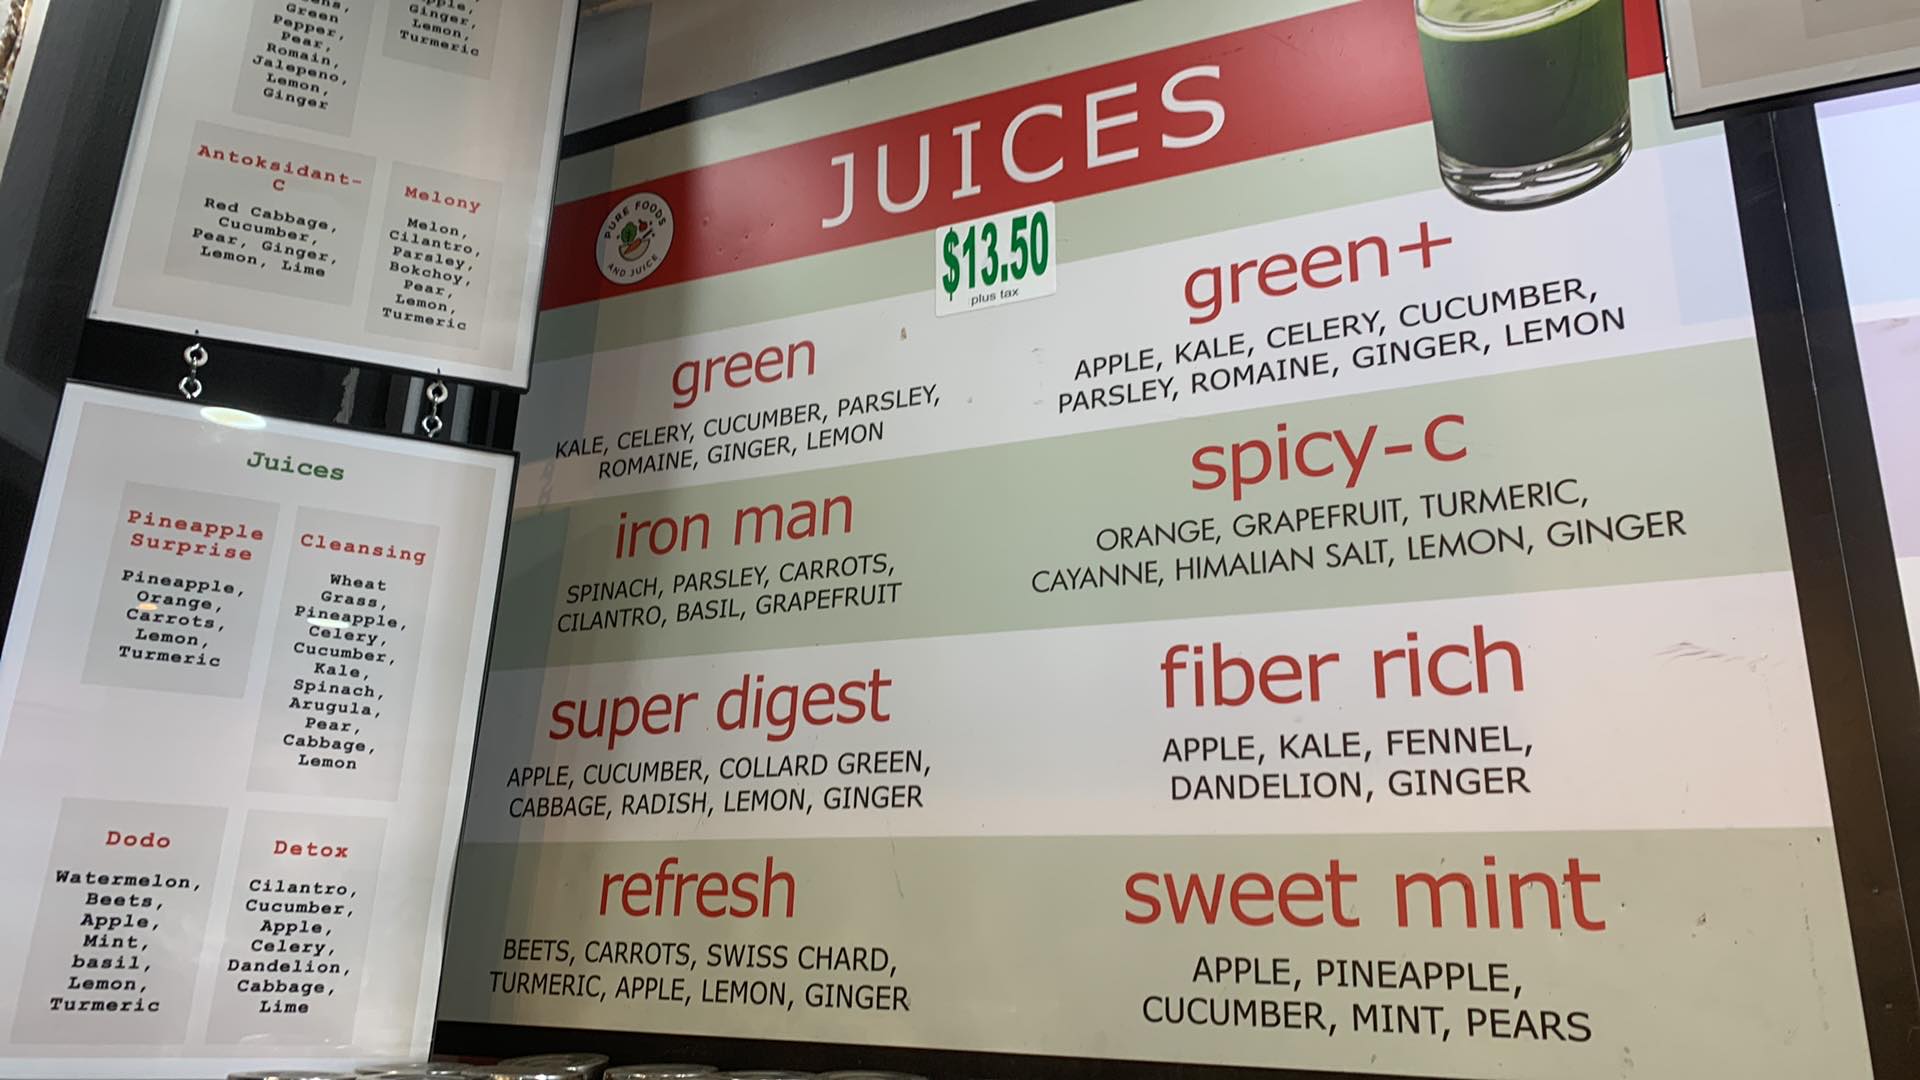 Green
Pepper,
Pear,
Romain,
Jalepeno,
Lemon,
Ginger
Ginger,
Lemon,
Turmeric
Antoksidant-
C
Red Cabbage,
Cucumber,
Pear, Ginger,
Lemon, Lime
Melony
Melon,
Cilantro,
Parsley,
Bokchoy,
Pear,
Lemon,
Turmeric
Juices
Pineapple
Surprise
Pineapple,
Orange,
Carrots,
Lemon,
Turmeric
Cleansing
Wheat
Grass,
Pineapple,
Celery,
Cucumber,
Kale,
Spinach,
Arugula,
Pear,
Cabbage,
Lemon
Dodo
Watermelon,
Beets,
Apple,
Mint,
basil,
Lemon,
Turmeric
Detox
Cilantro,
Cucumber,
Apple,
Celery,
Dandelion,
Cabbage,
Lime
PURE FOODS
AND JUICE
JUICES
$13.50
plus tax
green
KALE, CELERY, CUCUMBER, PARSLEY,
ROMAINE, GINGER, LEMON
green+
APPLE, KALE, CELERY, CUCUMBER,
PARSLEY, ROMAINE, GINGER, LEMON
iron man
SPINACH, PARSLEY, CARROTS,
CILANTRO, BASIL, GRAPEFRUIT
spicy-c
ORANGE, GRAPEFRUIT, TURMERIC,
CAYANNE, HIMALIAN SALT, LEMON, GINGER
super digest
APPLE, CUCUMBER, COLLARD GREEN,
CABBAGE, RADISH, LEMON, GINGER
fiber rich
APPLE, KALE, FENNEL,
DANDELION, GINGER
refresh
BEETS, CARROTS, SWISS CHARD,
TURMERIC, APPLE, LEMON, GINGER
sweet mint
APPLE, PINEAPPLE,
CUCUMBER, MINT, PEARS